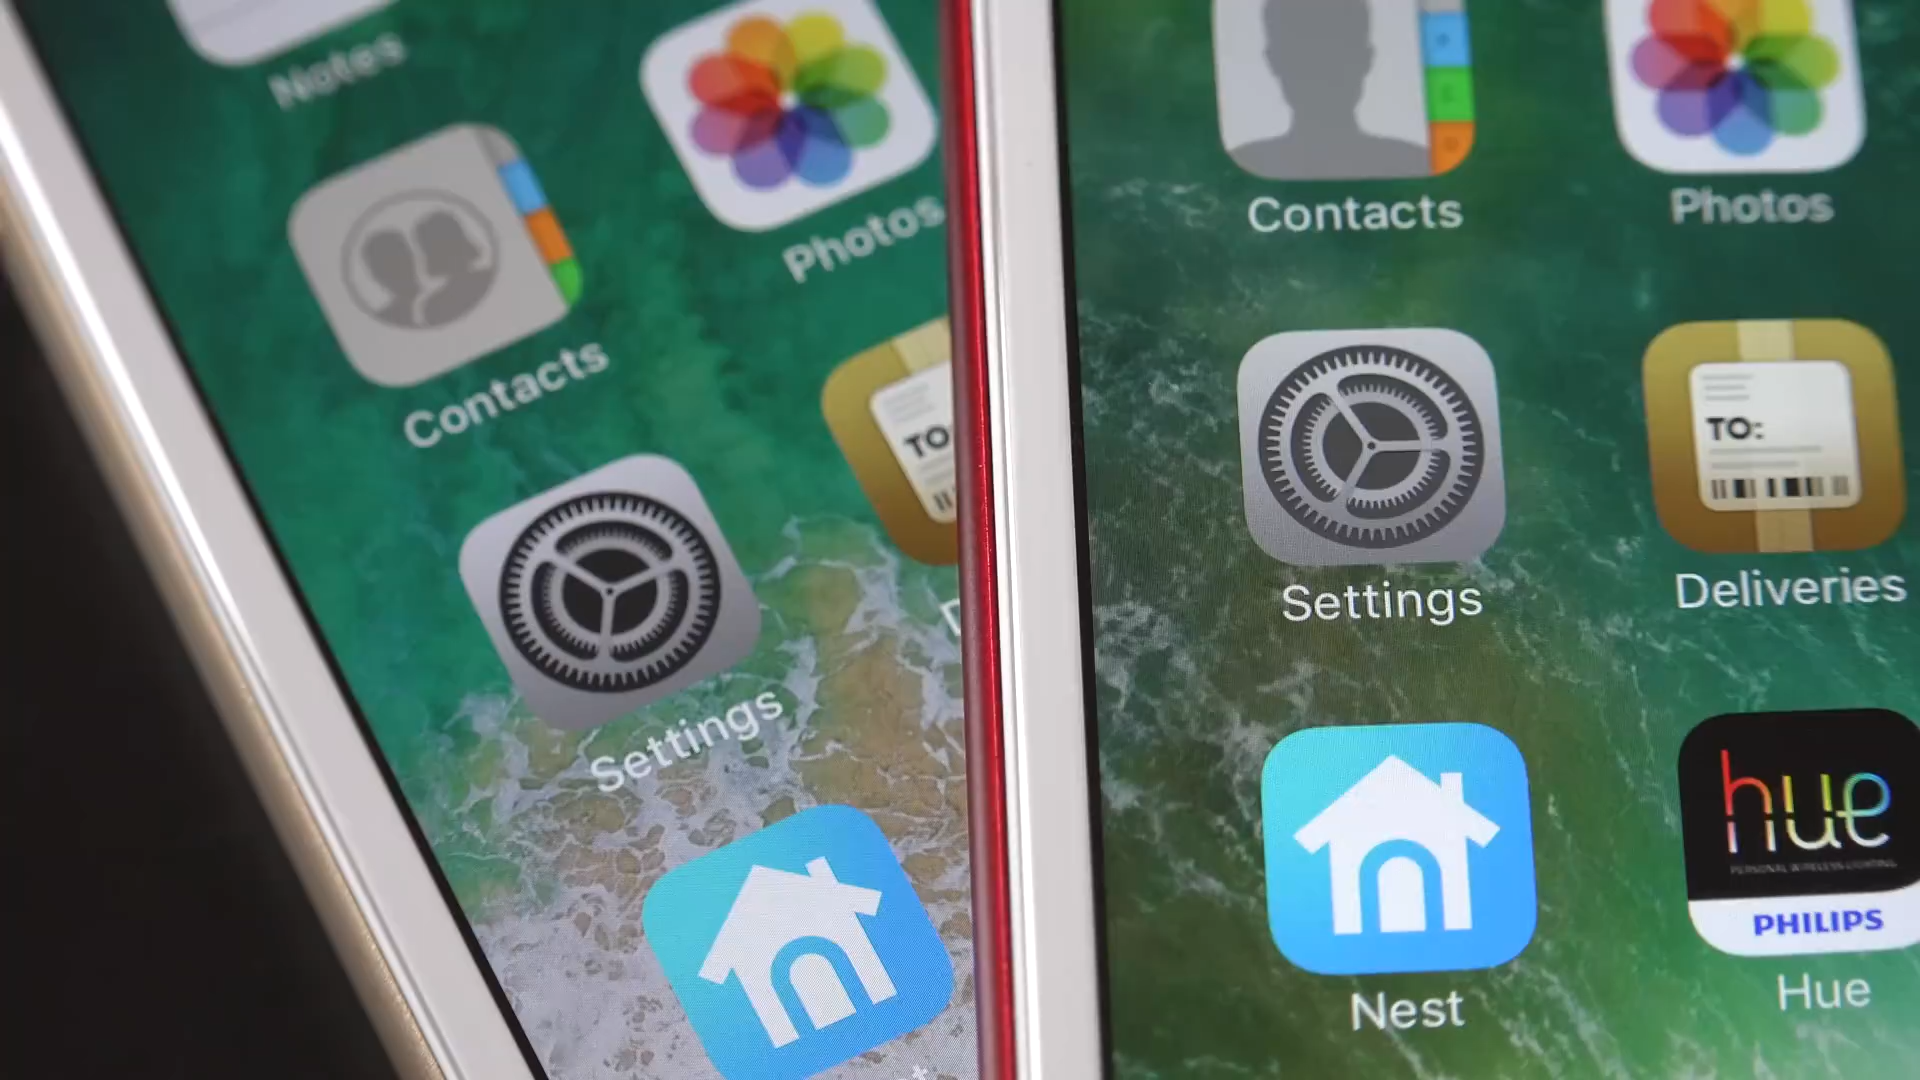 Notes
Photos
Contacts
TO
Settings
Contacts
Photos
Settings
TO:
Deliveries
Nest
hue
PERSONAL WIRELESS LIGHTING
PHILIPS
Hue